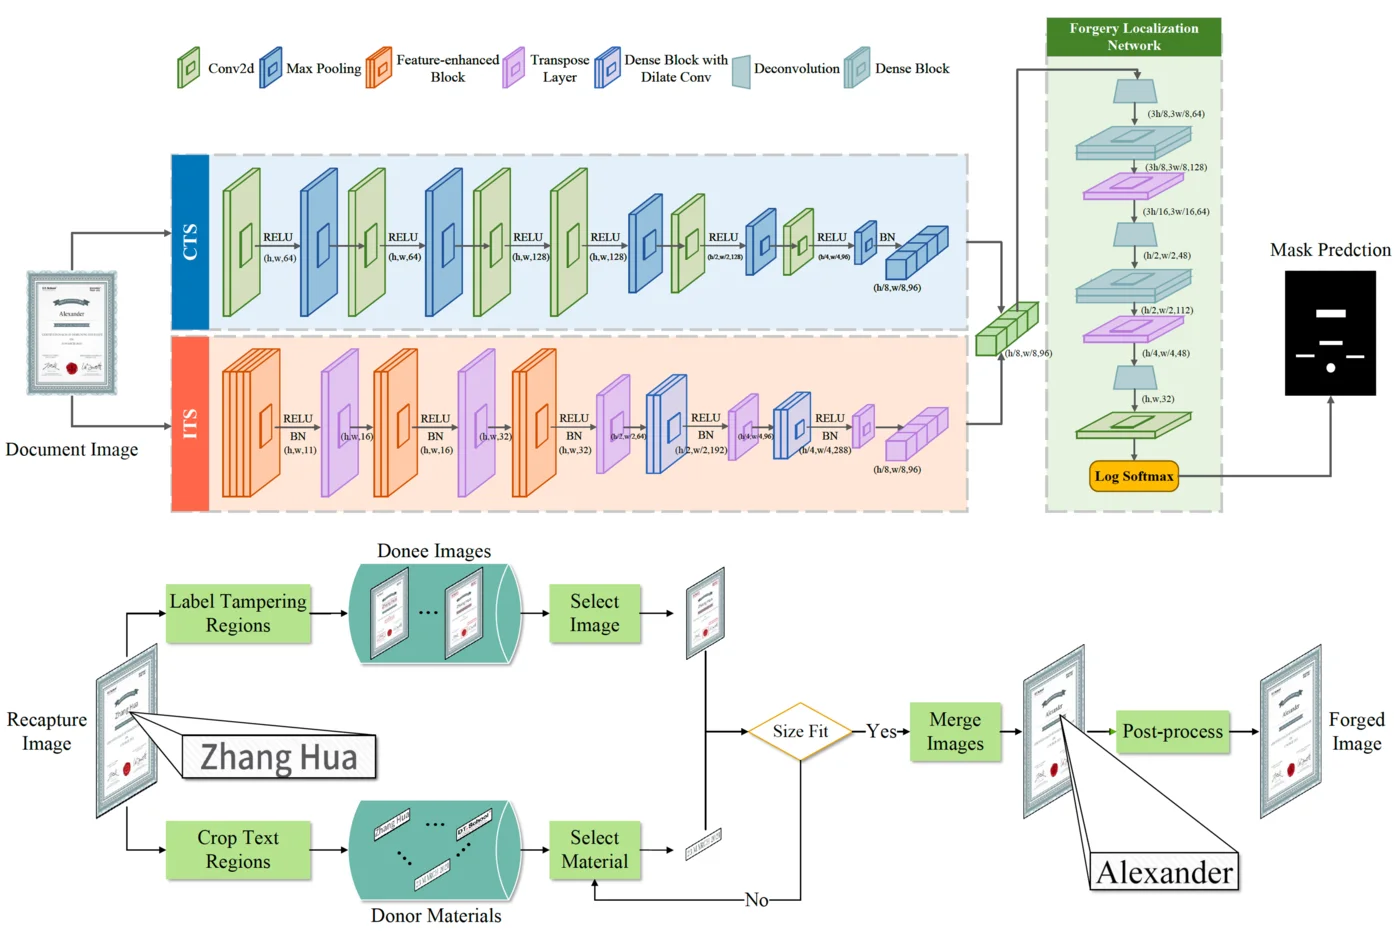 Forgery Localization
Network
Conv2d
Max Pooling
Feature-enhanced
Block
Transpose
Layer
Dense Block with
Dilate Conv
Deconvolution
Dense Block
CTS
RELU
(h,w,64)
RELU
(h,w,64)
RELU
(h,w,128)
RELU
(h,w,128)
RELU
(h/2,w/2,128)
RELU
(h/4,w/4,96)
BN
(h/8,w/8,96)
Alexander
Document Image
ITS
RELU
BN
(h,w,11)
(h,w,16)
RELU
BN
(h,w,16)
(h,w,32)
RELU
BN
(h,w,32)
(h/2,w/2,64)
RELU
BN
(h/2,w/2,192)
(h/4,w/4,96)
RELU
BN
(h/4,w/4,288)
(h/8,w/8,96)
(h/8,w/8,96)
(3h/8,3w/8,64)
(3h/8,3w/8,128)
(3h/16,3w/16,64)
(h/2,w/2,48)
(h/2,w/2,112)
(h/4,w/4,48)
(h,w,32)
Log Softmax
Mask Predction
Recapture
Image
Zhang Hua
Zhang Hua
Label Tampering
Regions
Donee Images
Select
Image
Crop Text
Regions
Zhang Hua
Donor Materials
Select
Material
Size Fit
Yes
No
Merge
Images
Alexander
Alexander
Post-process
Forged
Image